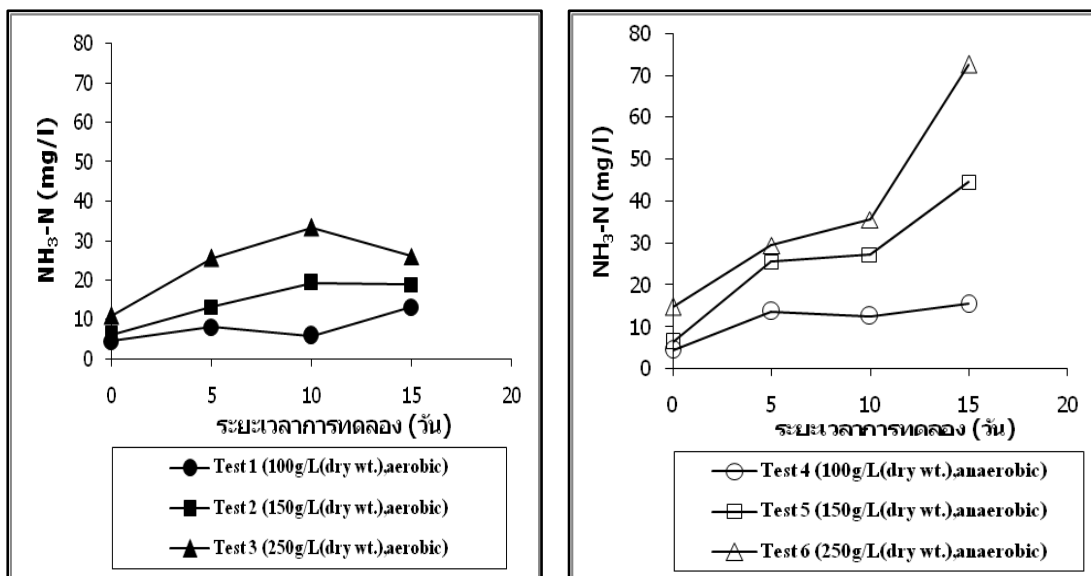 80
70
60
50
40
30
20
10
0
NH₃-N (mg/l)
0 5 10 15 20
ระยะเวลาการทดลอง (วัน)
Test 1 (100g/L(dry wt.),aerobic)
Test 2 (150g/L(dry wt.),aerobic)
Test 3 (250g/L(dry wt.),aerobic)
80
70
60
50
40
30
20
10
0
NH₃-N (mg/l)
0 5 10 15 20
ระยะเวลาการทดลอง (วัน)
Test 4 (100g/L(dry wt.),anaerobic)
Test 5 (150g/L(dry wt.),anaerobic)
Test 6 (250g/L(dry wt.),anaerobic)